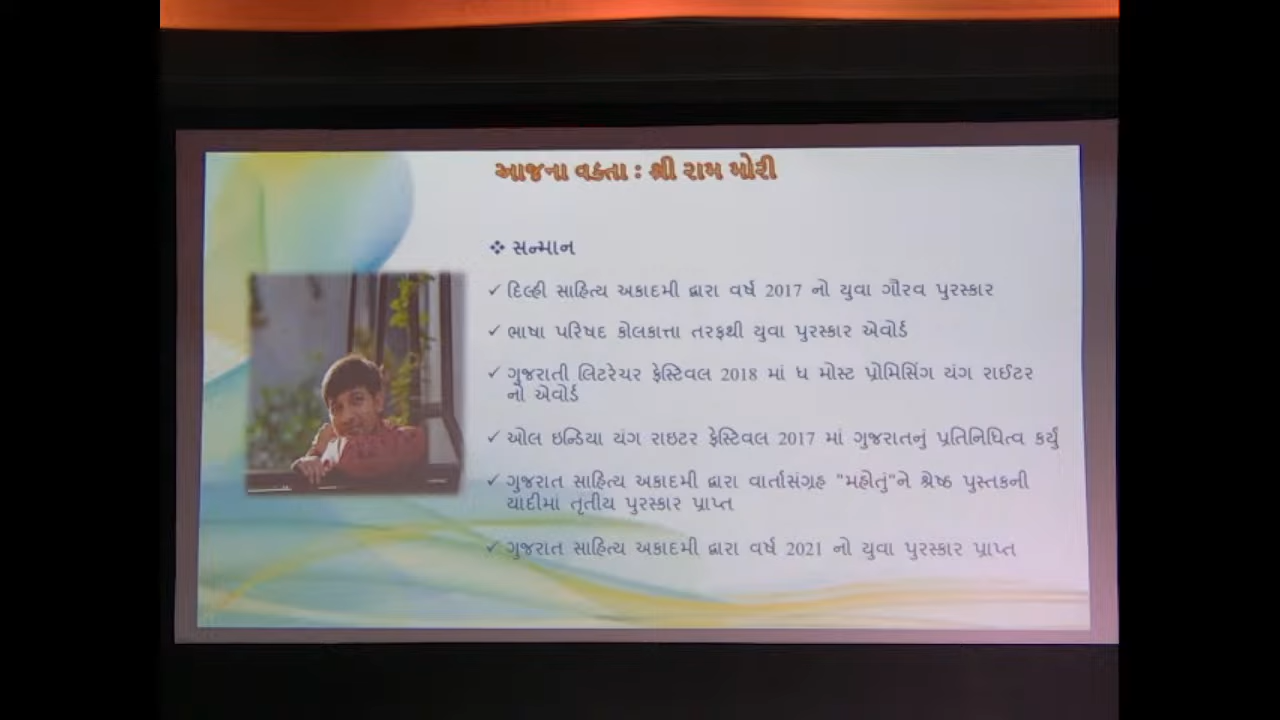 આજના વક્તા : શ્રી રામ મોરી
❖ સન્માન
✓ દિલ્હી સાહિત્ય અકાદમી દ્વારા વર્ષ 2017 નો યુવા ગૌરવ પુરસ્કાર
✓ ભાષા પરિષદ કોલકાત્તા તરફથી યુવા પુરસ્કાર એવોર્ડ
✓ ગુજરાતી લિટરેચર ફેસ્ટિવલ 2018 માં ધ મોસ્ટ પ્રોમિસિંગ યંગ રાઈટર
નો એવોર્ડ
✓ ઓલ ઇન્ડિયા યંગ રાઇટર ફેસ્ટિવલ 2017 માં ગુજરાતનું પ્રતિનિધિત્વ કર્યું
✓ ગુજરાત સાહિત્ય અકાદમી દ્વારા વાર્તાસંગ્રહ "મહોતું"ને શ્રેષ્ઠ પુસ્તકની
યાદીમાં તૃતીય પુરસ્કાર પ્રાપ્ત
✓ ગુજરાત સાહિત્ય અકાદમી દ્વારા વર્ષ 2021 નો યુવા પુરસ્કાર પ્રાપ્ત